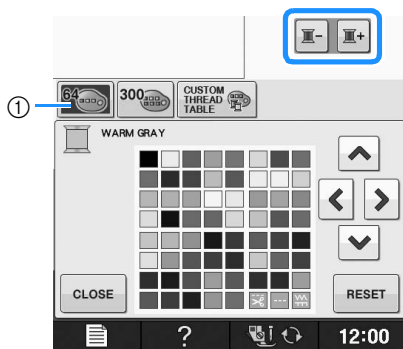 - +
①
64 300 CUSTOM
THREAD
TABLE
WARM GRAY
CLOSE RESET
? 12:00